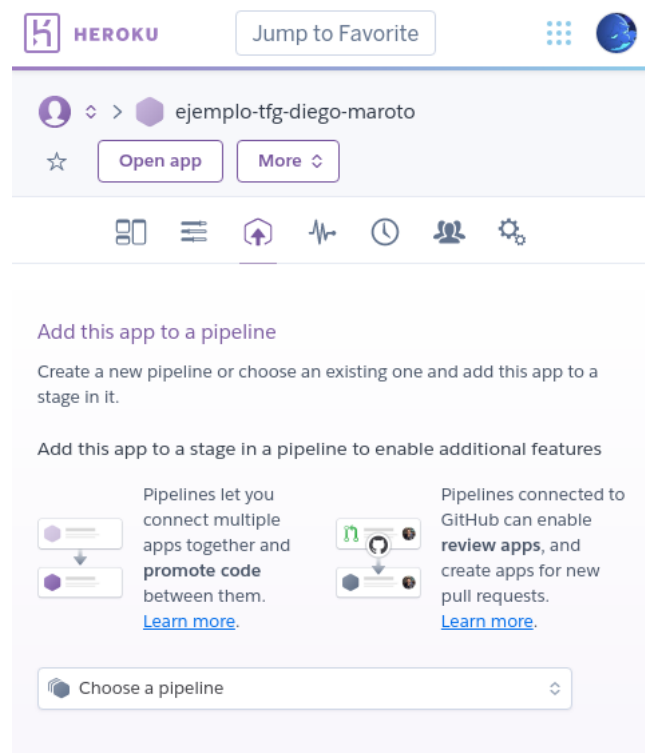 HEROKU
Jump to Favorite
ejemplo-tfg-diego-maroto
Open app
More
Add this app to a pipeline
Create a new pipeline or choose an existing one and add this app to a
stage in it.
Add this app to a stage in a pipeline to enable additional features
Pipelines let you
connect multiple
apps together and
promote code
between them.
Learn more.
Pipelines connected to
GitHub can enable
review apps, and
create apps for new
pull requests.
Learn more.
Choose a pipeline